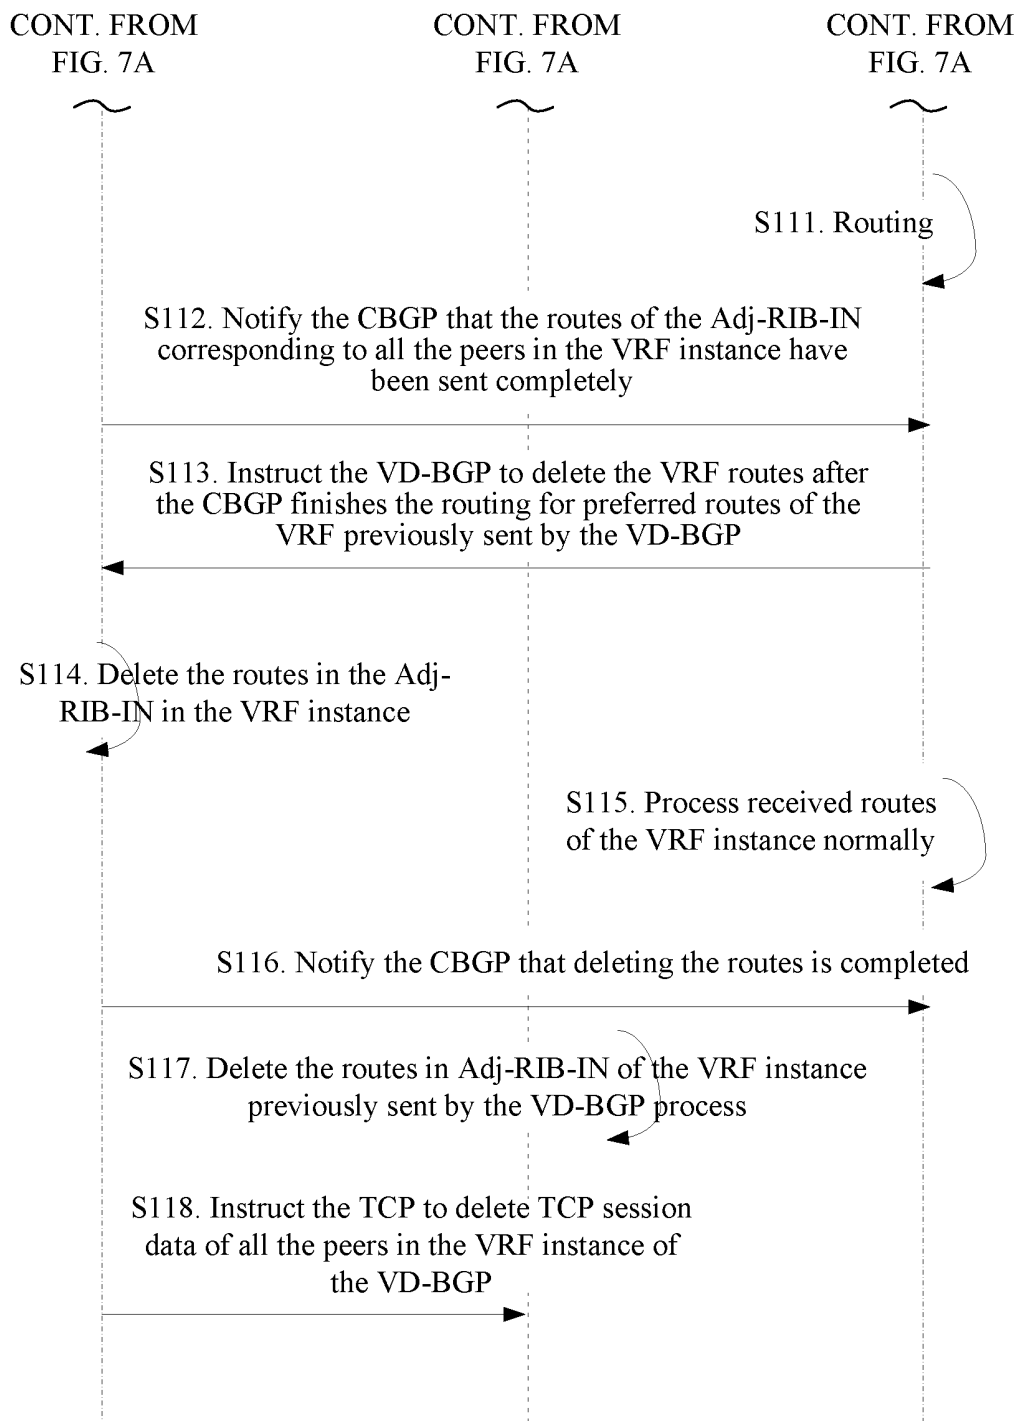 CONT. FROM
FIG. 7A
CONT. FROM
FIG. 7A
CONT. FROM
FIG. 7A
S111. Routing
S112. Notify the CBGP that the routes of the Adj-RIB-IN
corresponding to all the peers in the VRF instance have
been sent completely
S113. Instruct the VD-BGP to delete the VRF routes after
the CBGP finishes the routing for preferred routes of the
VRF previously sent by the VD-BGP
S114. Delete the routes in the Adj-
RIB-IN in the VRF instance
S115. Process received routes
of the VRF instance normally
S116. Notify the CBGP that deleting the routes is completed
S117. Delete the routes in Adj-RIB-IN of the VRF instance
previously sent by the VD-BGP process
S118. Instruct the TCP to delete TCP session
data of all the peers in the VRF instance of
the VD-BGP